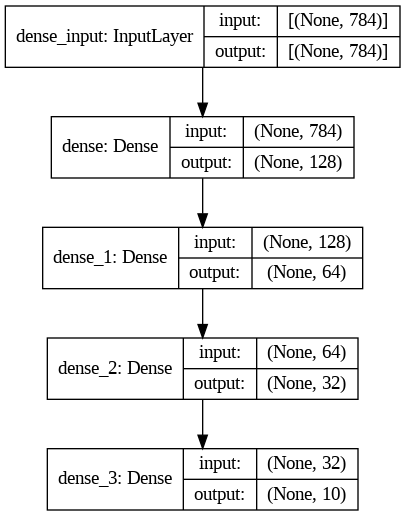 dense_input: InputLayer
input: [(None, 784)]
output: [(None, 784)]
dense: Dense
input: (None, 784)
output: (None, 128)
dense_1: Dense
input: (None, 128)
output: (None, 64)
dense_2: Dense
input: (None, 64)
output: (None, 32)
dense_3: Dense
input: (None, 32)
output: (None, 10)